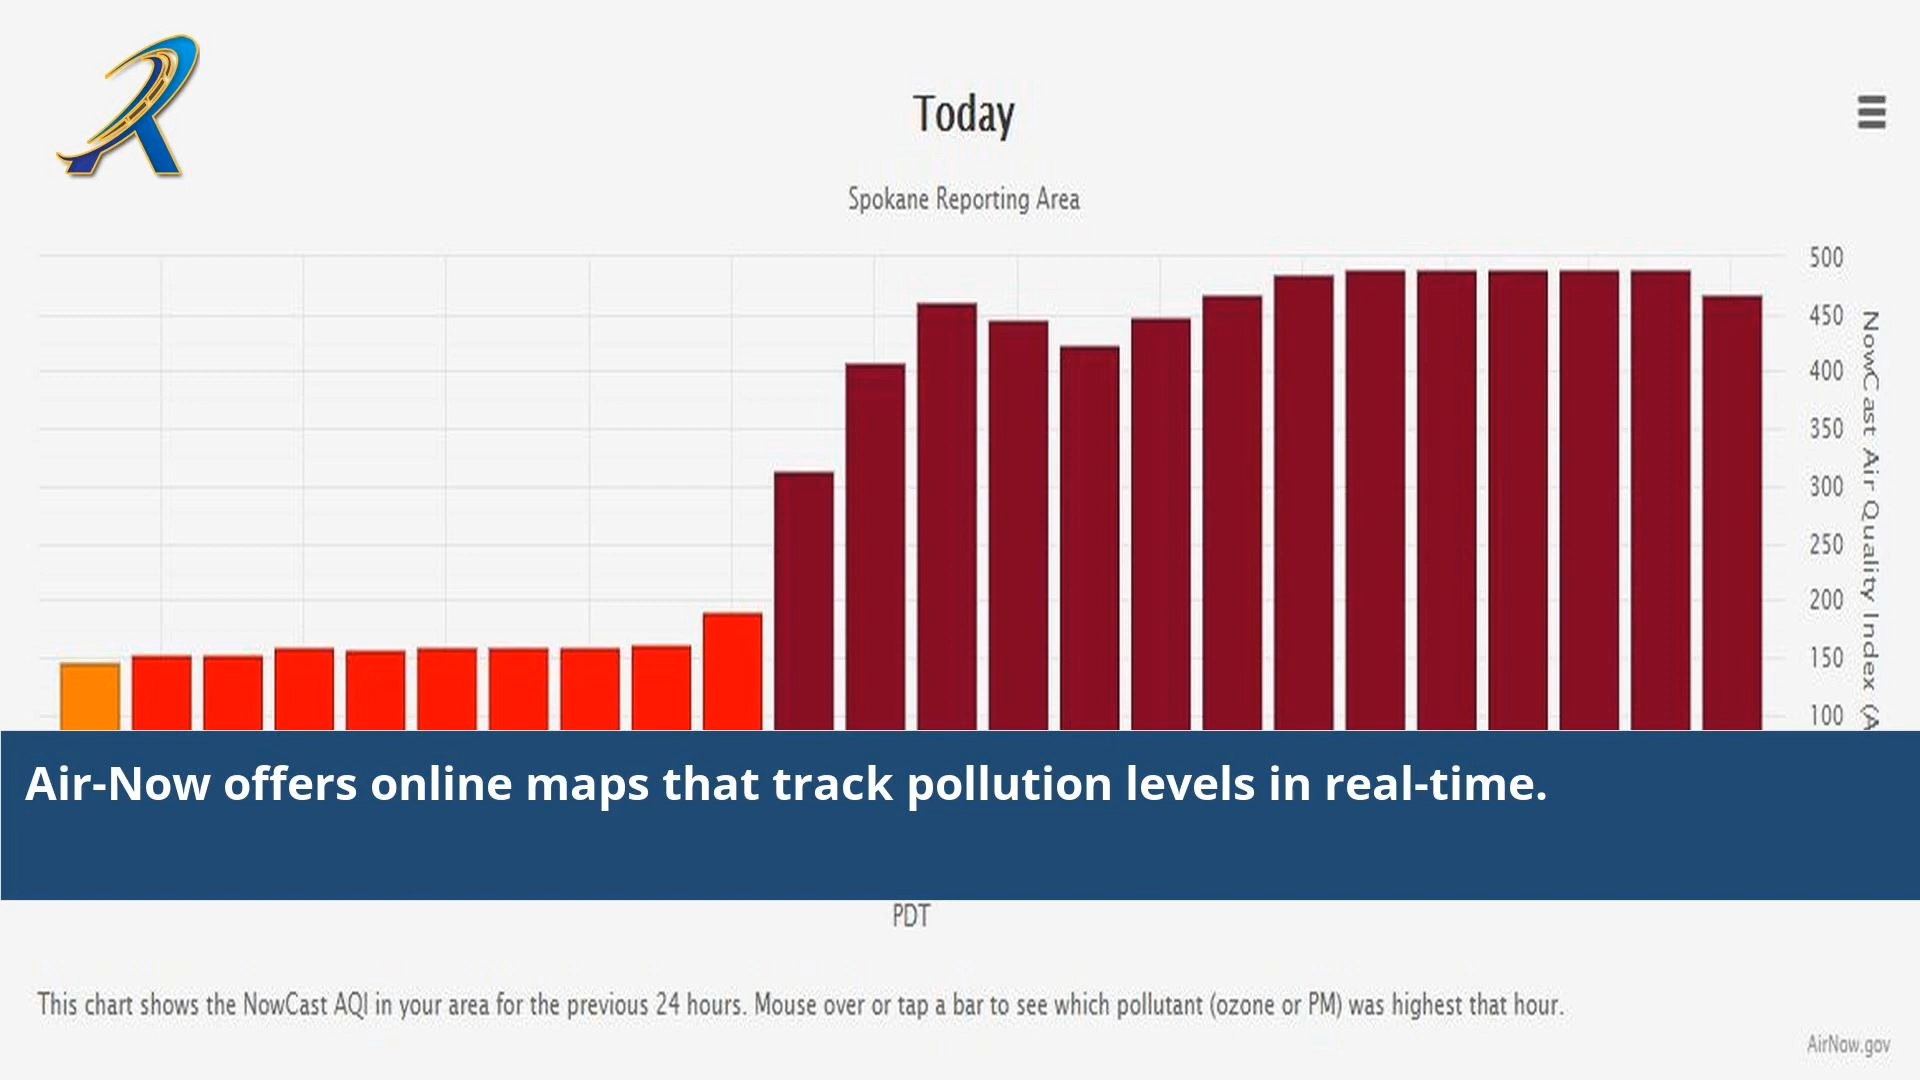 Today
Spokane Reporting Area
500
450
400
350
300
250
200
150
100
NowCast Air Quality Index (A
Air-Now offers online maps that track pollution levels in real-time.
PDT
This chart shows the NowCast AQI in your area for the previous 24 hours. Mouse over or tap a bar to see which pollutant (ozone or PM) was highest that hour.
AirNow.gov